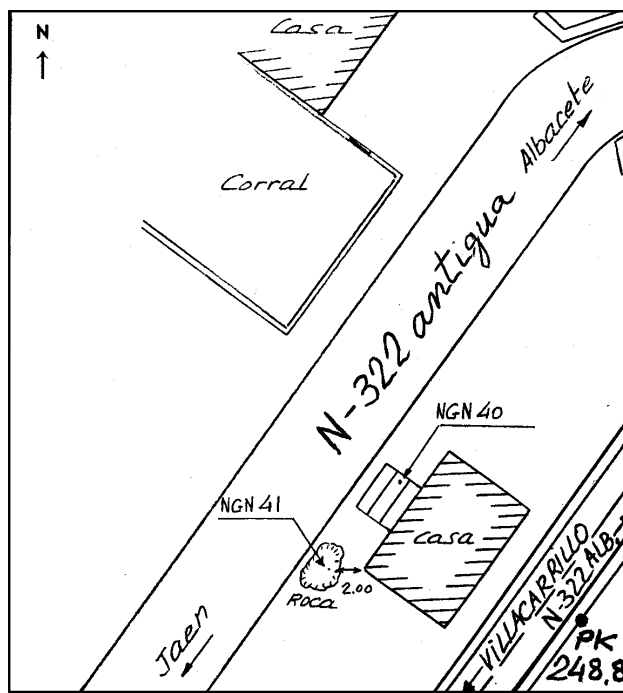 N
Casa
Albacete
Corral
N-322 antigua
NGN 40
NGN 41
Casa
2.00
ROCA
VILLACARRILLO
N-322 ALB.
Jaen
PK
248,8